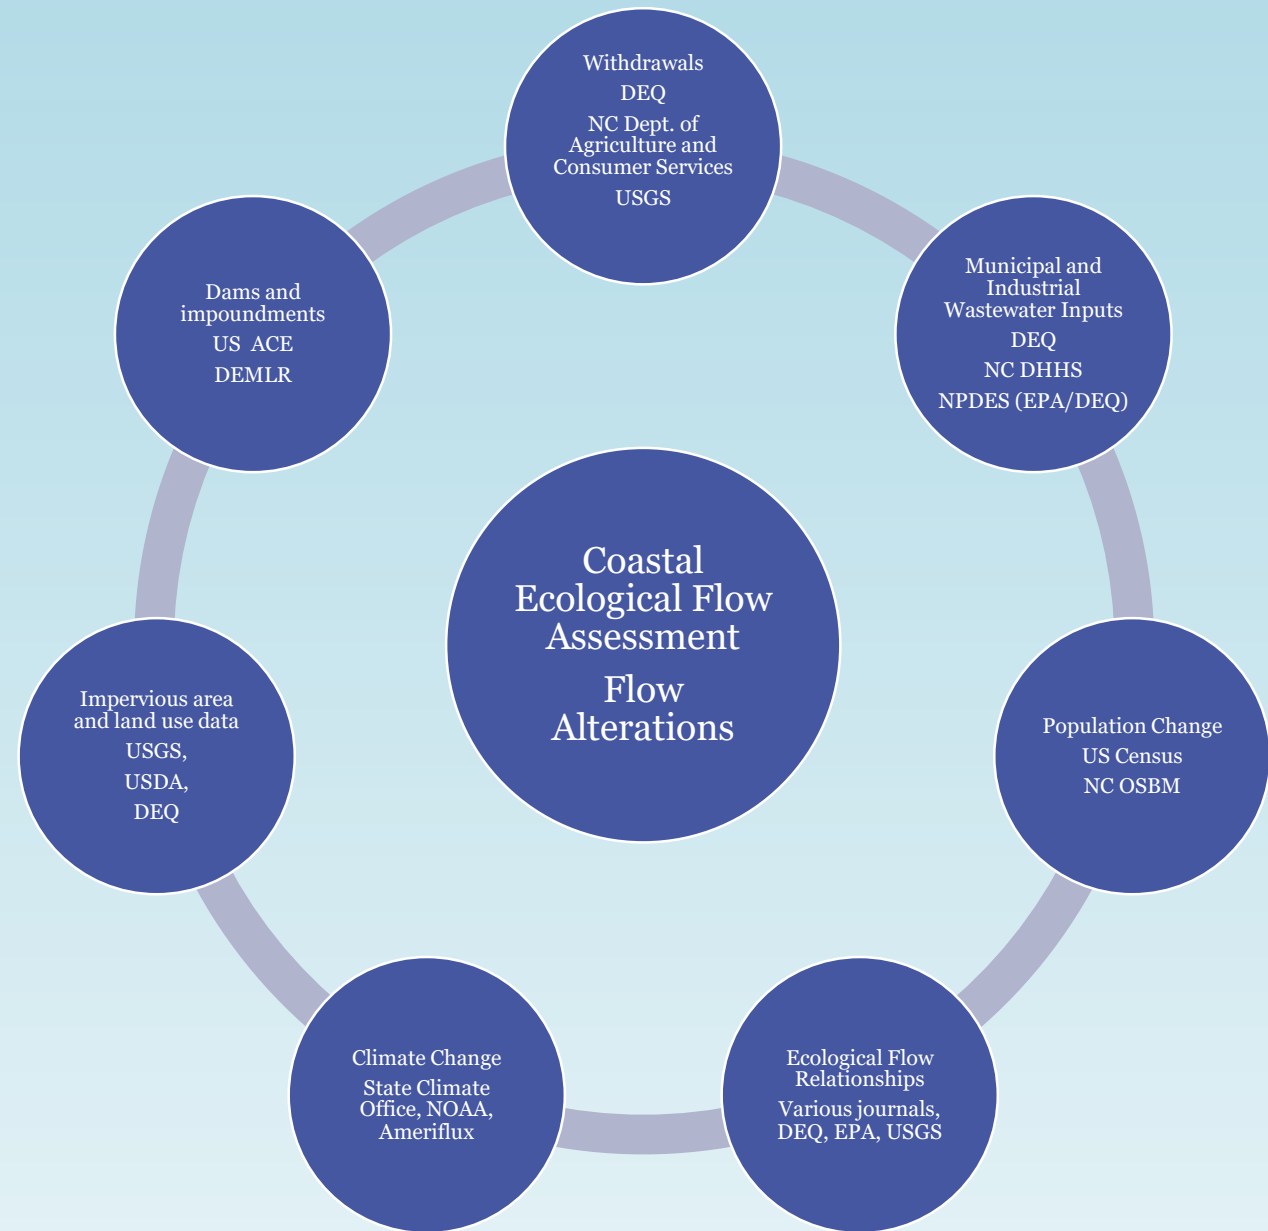 Withdrawals
DEQ
NC Dept. of
Agriculture and
Consumer Services
USGS
Municipal and
Industrial
Wastewater Inputs
DEQ
NC DHHS
NPDES (EPA/DEQ)
Population Change
US Census
NC OSBM
Ecological Flow
Relationships
Various journals,
DEQ, EPA, USGS
Climate Change
State Climate
Office, NOAA,
Ameriflux
Impervious area
and land use data
USGS,
USDA,
DEQ
Dams and
impoundments
US  ACE
DEMLR
Coastal
Ecological Flow
Assessment
Flow
Alterations